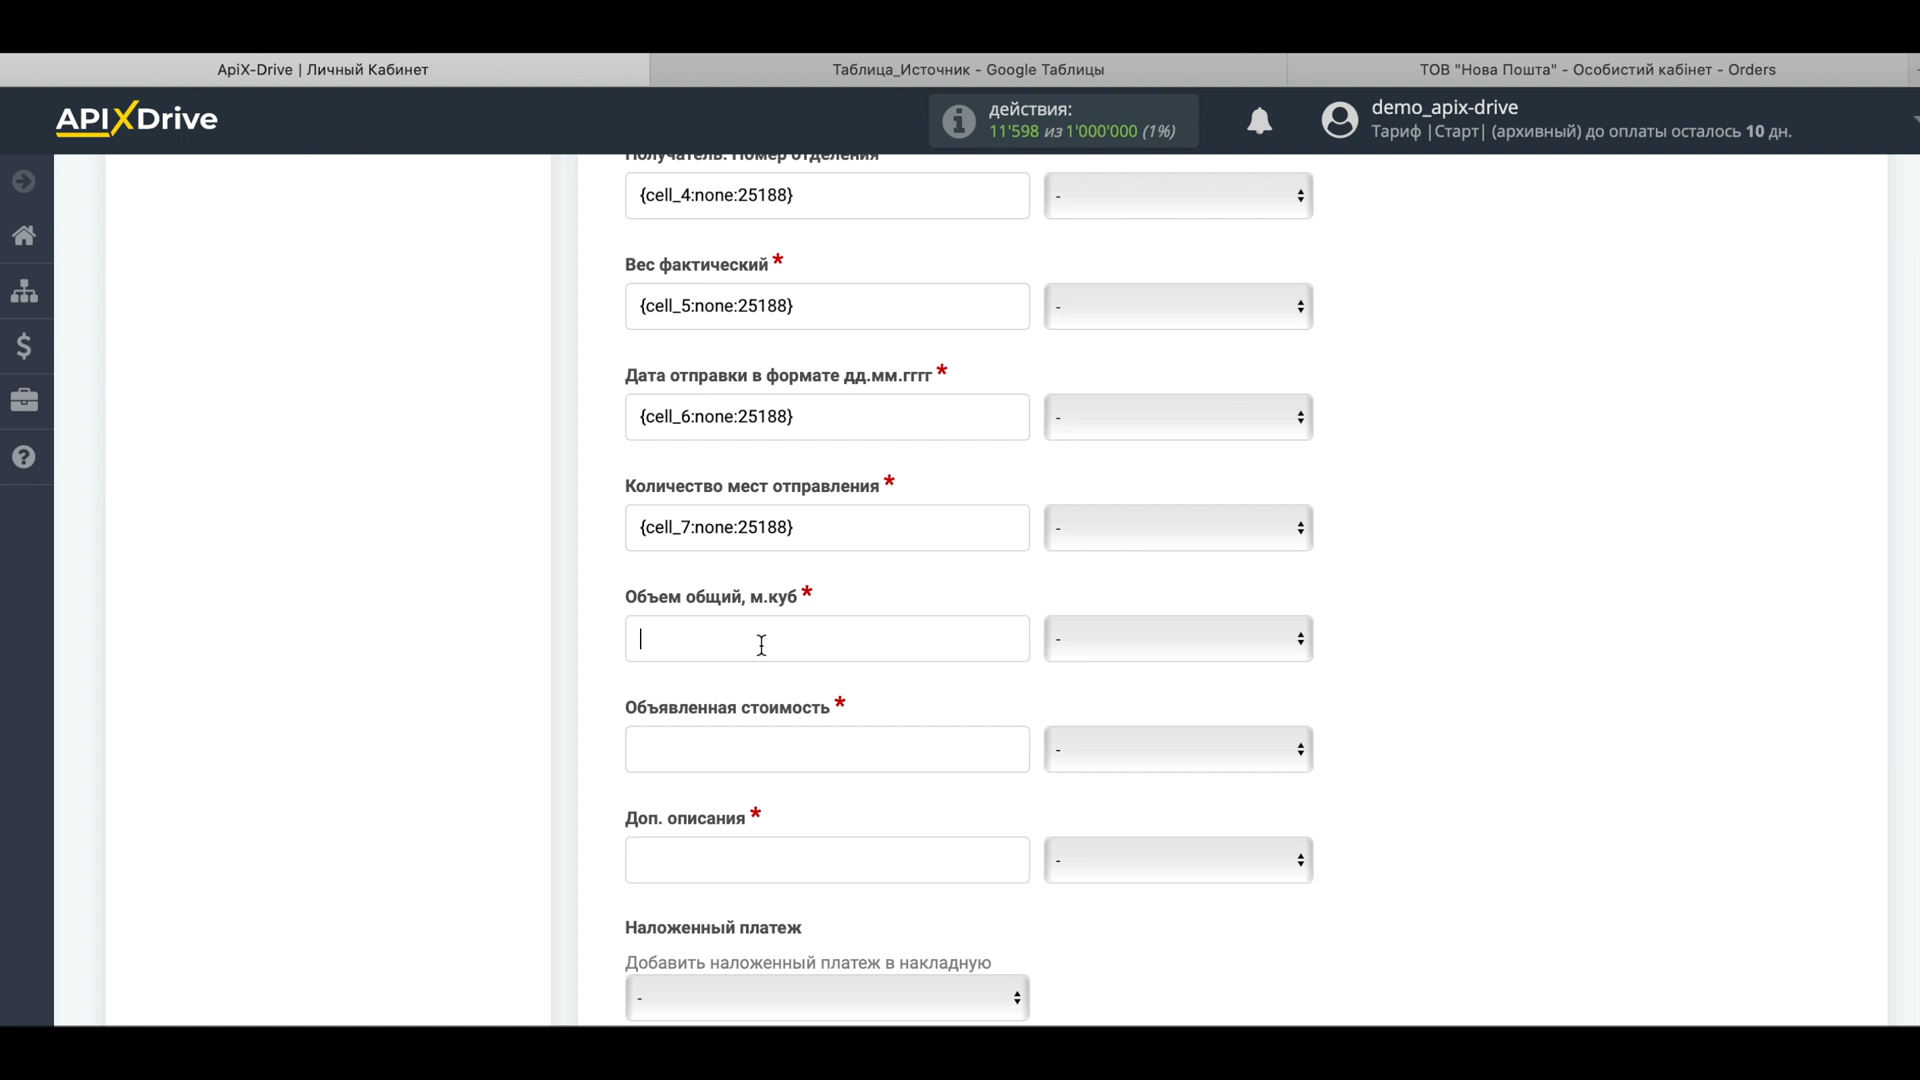 ApiX-Drive | Личный Кабинет
Таблица_Источник - Google Таблицы
ТОВ "Нова Пошта" - Особистий кабінет - Orders
APIXDrive
действия:
11'598 из 1'000'000 (1%)
demo_apix-drive
Тариф |Старт| (архивный) до оплаты осталось 10 дн.
Получатель. Номер отделения
{cell_4:none:25188}
-
Вес фактический *
{cell_5:none:25188}
-
Дата отправки в формате дд.мм.гггг *
{cell_6:none:25188}
-
Количество мест отправления *
{cell_7:none:25188}
-
Объем общий, м.куб *
-
Объявленная стоимость *
-
Доп. описания *
-
Наложенный платеж
Добавить наложенный платеж в накладную
-